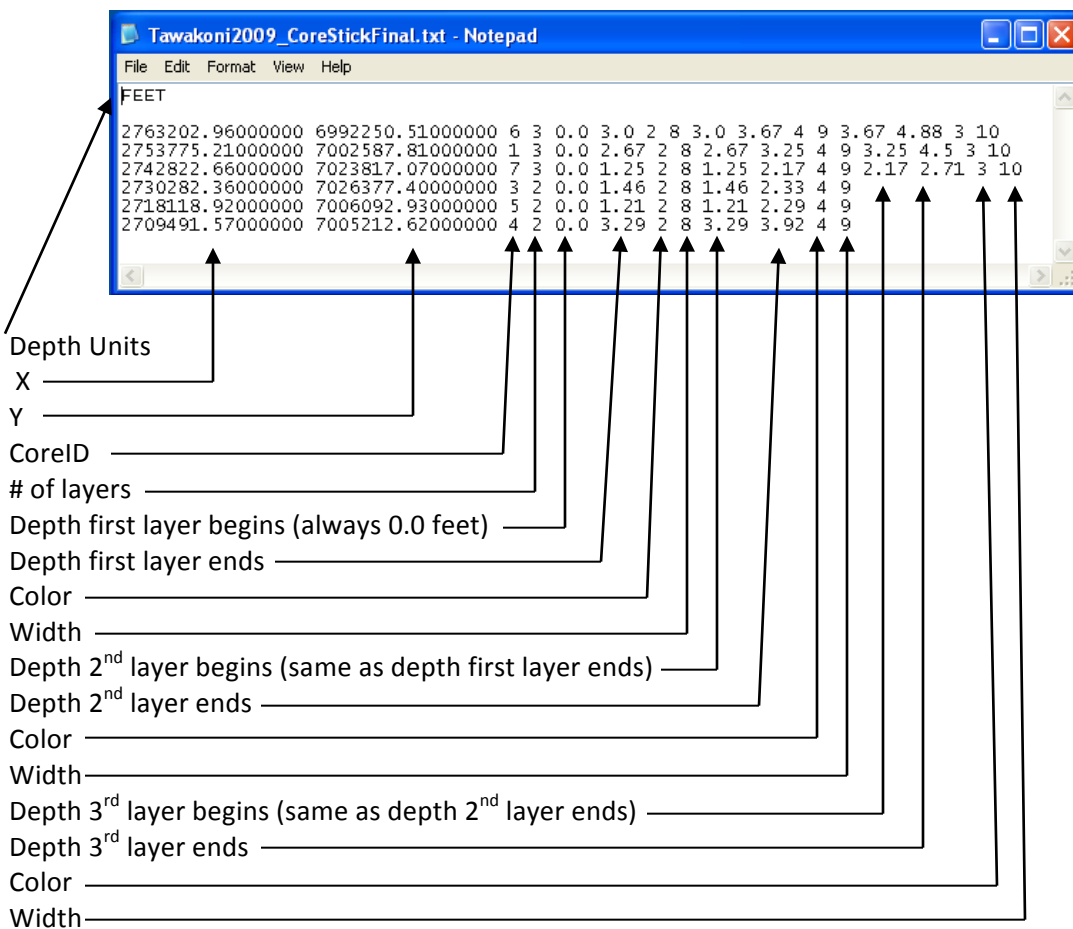 Tawakoni2009_CoreStickFinal.txt - Notepad
File Edit Format View Help
FEET
2763202.96000000 6992250.51000000 6 3 0.0 3.0 2 8 3.0 3.67 4 9 3.67 4.88 3 10
2753775.21000000 7002587.81000000 1 3 0.0 2.67 2 8 2.67 3.25 4 9 3.25 4.5 3 10
2742822.66000000 7023817.07000000 7 3 0.0 1.25 2 8 1.25 2.17 4 9 2.17 2.71 3 10
2730282.36000000 7026377.40000000 3 2 0.0 1.46 2 8 1.46 2.33 4 9
2718118.92000000 7006092.93000000 5 2 0.0 1.21 2 8 1.21 2.29 4 9
2709491.57000000 7005212.62000000 4 2 0.0 3.29 2 8 3.29 3.92 4 9
Depth Units
X
Y
CoreID
# of layers
Depth first layer begins (always 0.0 feet)
Depth first layer ends
Color
Width
Depth 2nd layer begins (same as depth first layer ends)
Depth 2nd layer ends
Color
Width
Depth 3rd layer begins (same as depth 2nd layer ends)
Depth 3rd layer ends
Color
Width